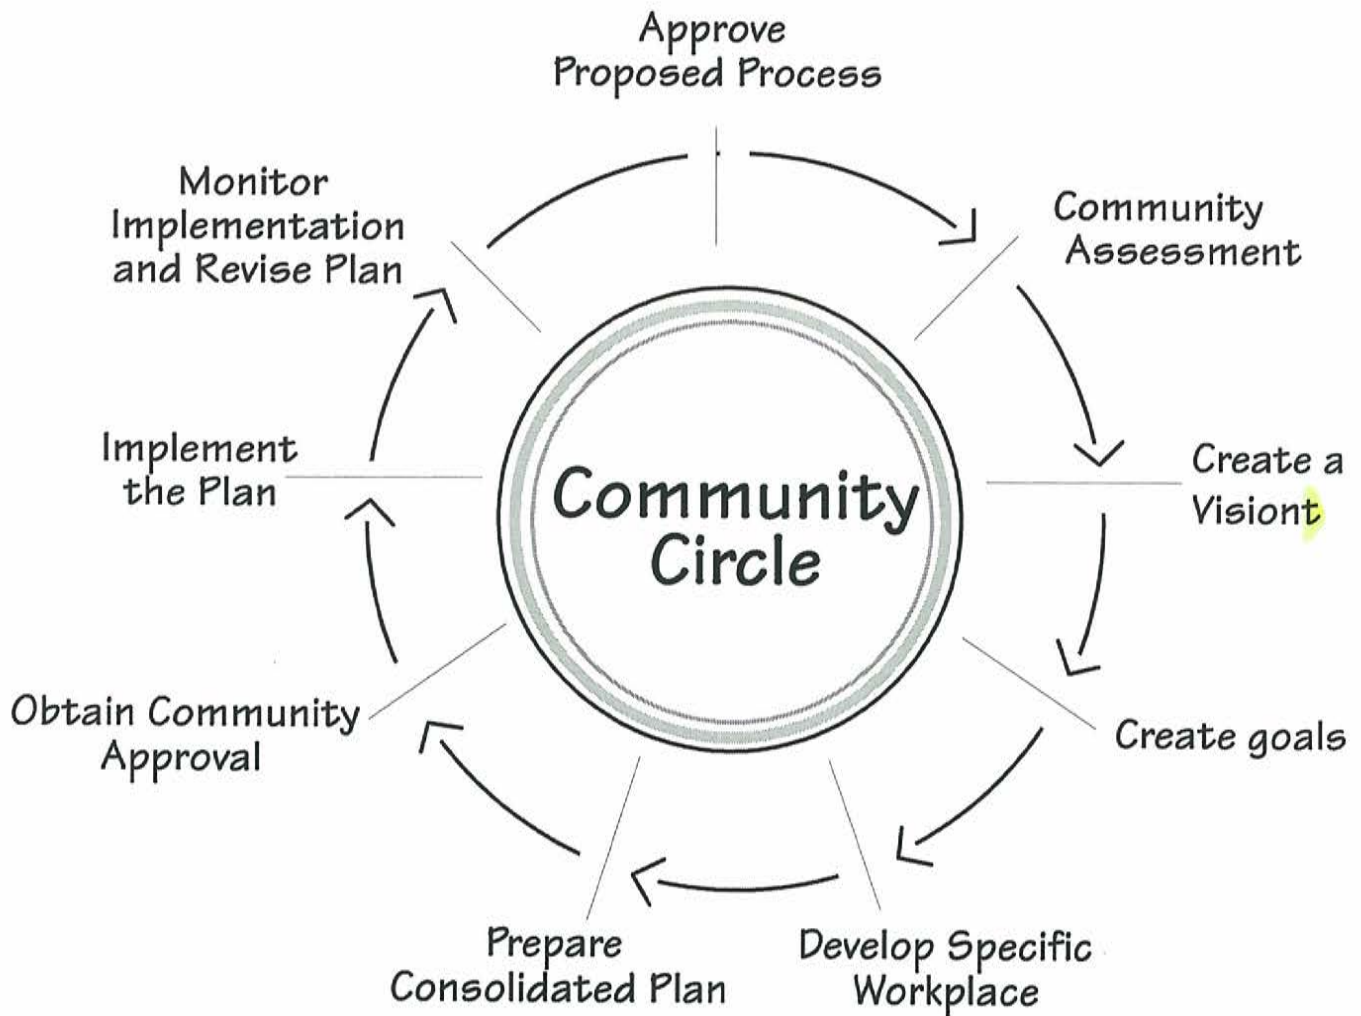 Approve
Proposed Process
Community
Assessment
Create a
Visiont
Create goals
Develop Specific
Workplace
Prepare
Consolidated Plan
Obtain Community
Approval
Implement
the Plan
Monitor
Implementation
and Revise Plan
Community
Circle